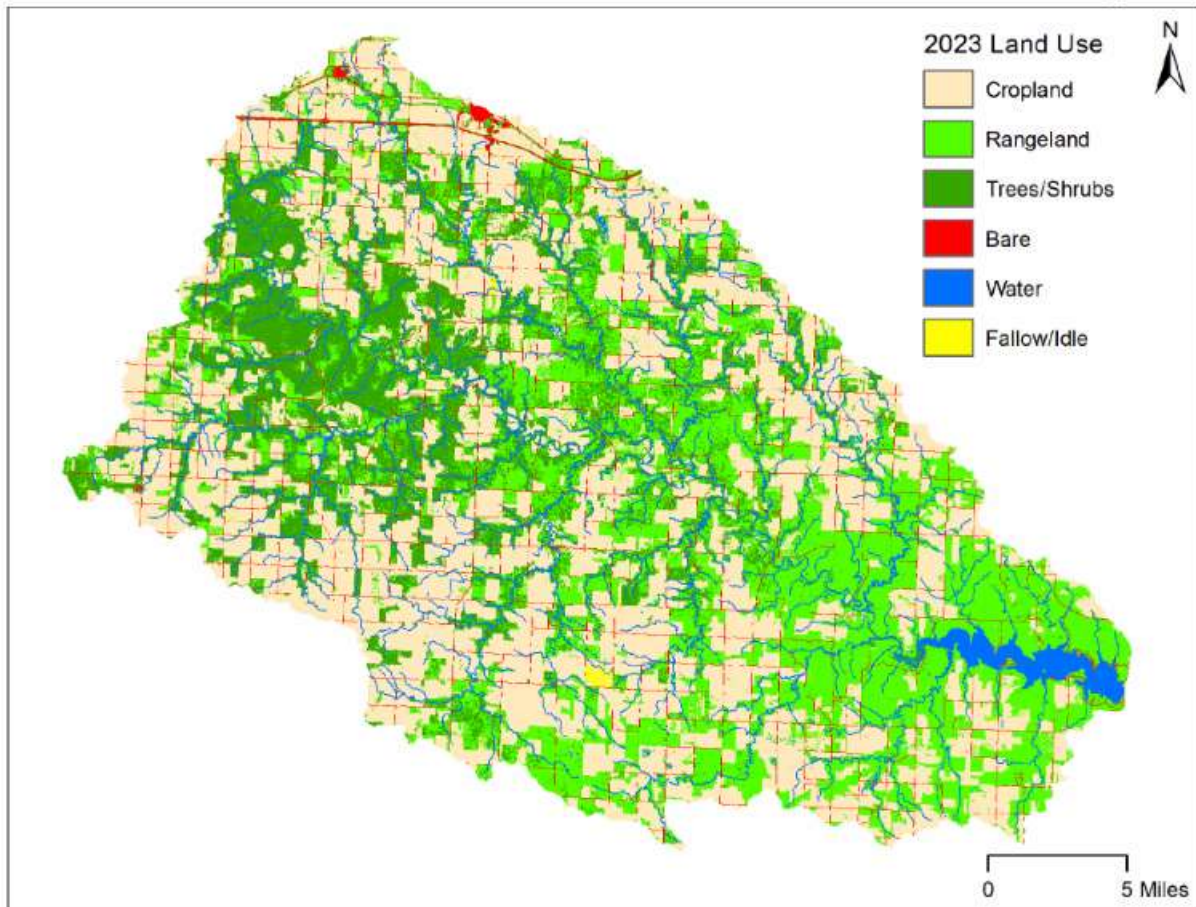 N
2023 Land Use
Cropland
Rangeland
Trees/Shrubs
Bare
Water
Fallow/Idle
0 5 Miles